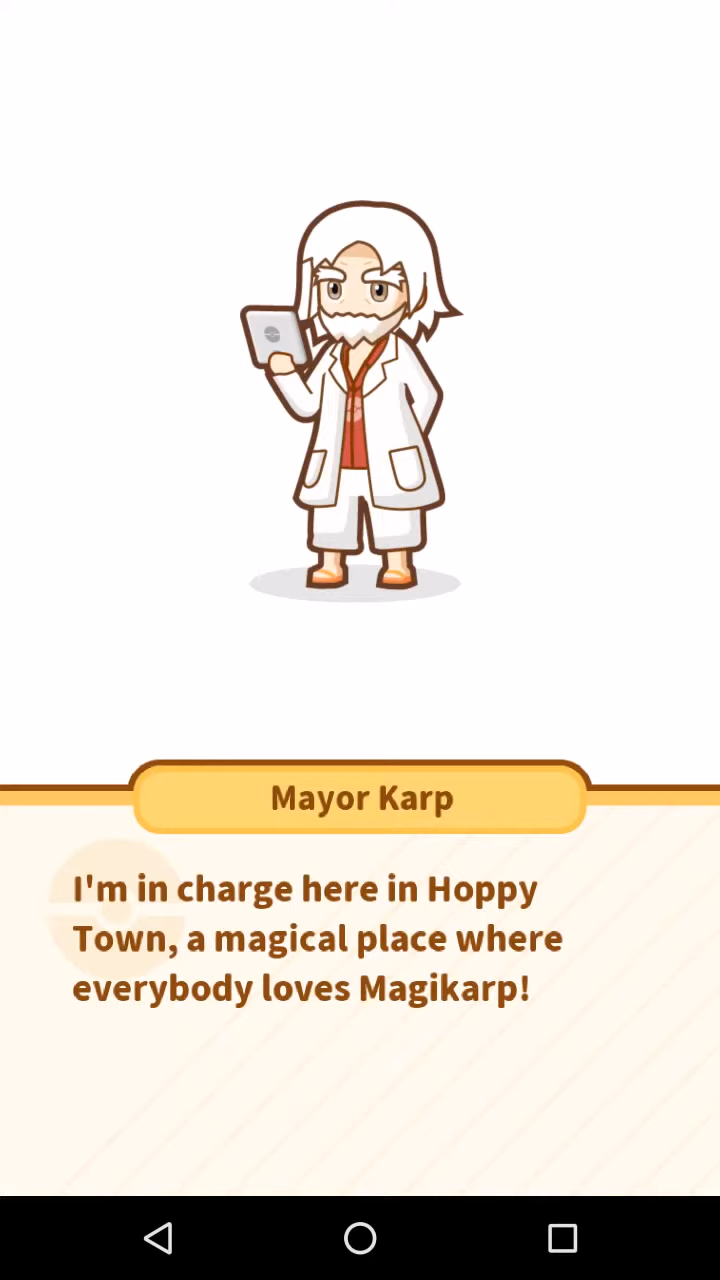 Mayor Karp
I'm in charge here in Hoppy
Town, a magical place where
everybody loves Magikarp!